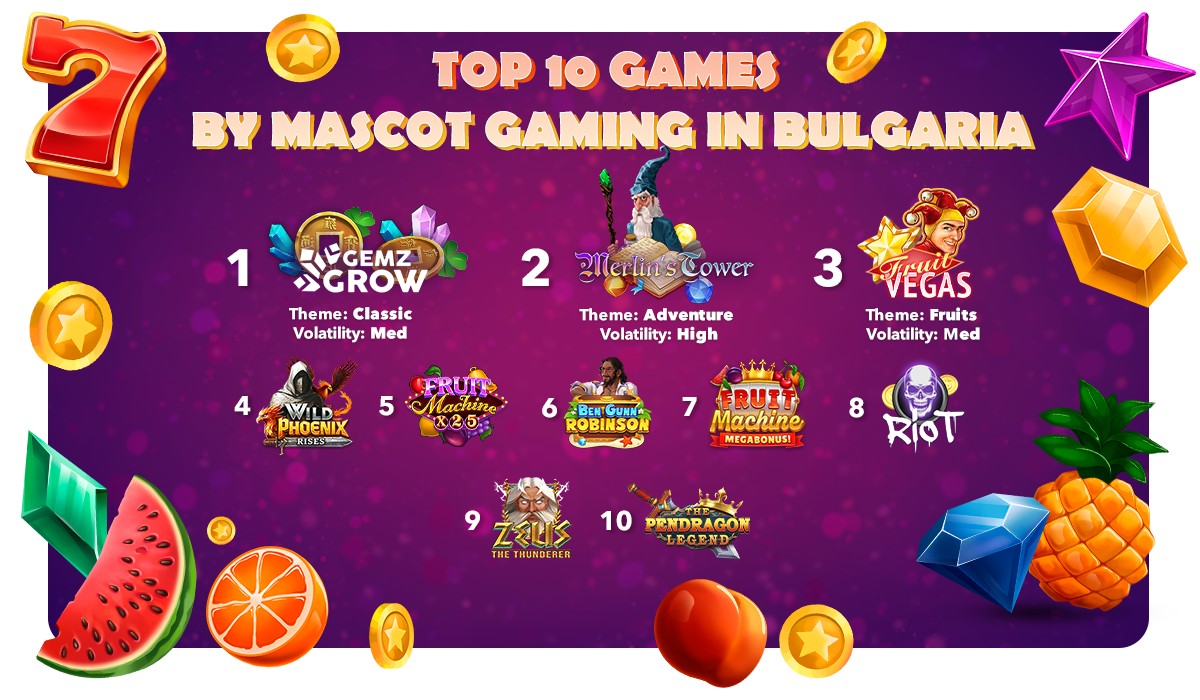 TOP 10 GAMES
BY MASCOT GAMING IN BULGARIA
1
GEMZ
GROW
Theme: Classic
Volatility: Med
2
Merlin's Tower
Theme: Adventure
Volatility: High
3
Fruit
VEGAS
Theme: Fruits
Volatility: Med
4
WILD
PHOENIX
RISES
5
FRUIT
Machine
X25
6
BEN GUNN
ROBINSON
7
FRUIT
Machine
MEGABONUS!
8
RIOT
9
ZEUS
THE THUNDERER
10
THE
PENDRAGON
LEGEND
7